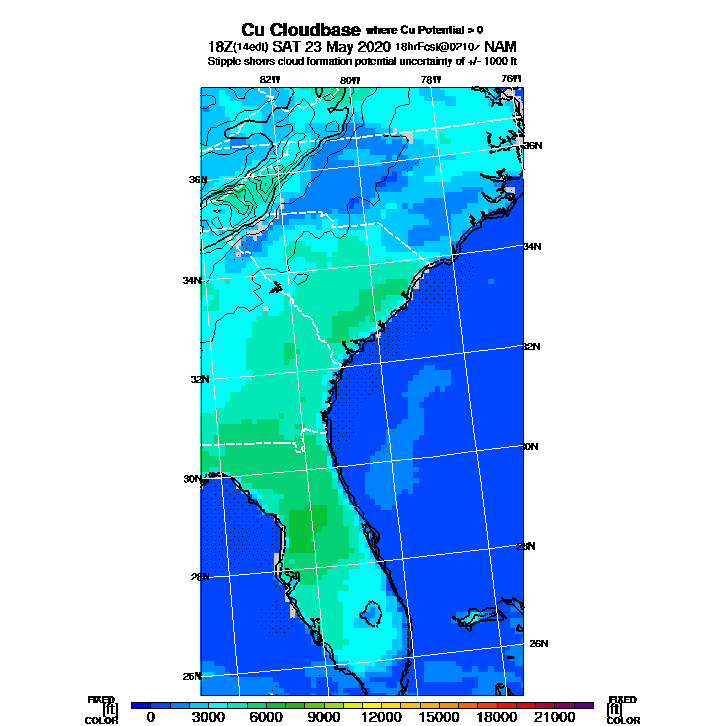 Cu Cloudbase where Cu Potential > 0
18Z(14edt) SAT 23 May 2020 18hrFcst@0210z NAM
Stipple shows cloud formation potential uncertainty of +/- 1000 ft
82W 80W 78W 76W
36N 36N
34N 34N
32N 32N
30N 30N
28N 28N
26N 26N
FIXED FIXED
[ft] [ft]
COLOR COLOR
0 3000 6000 9000 12000 15000 18000 21000